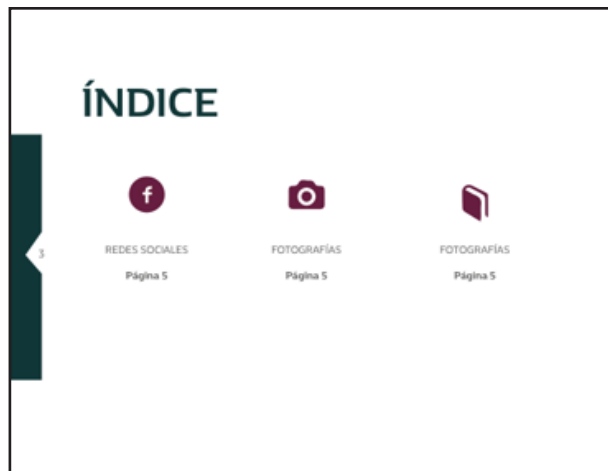 ÍNDICE
REDES SOCIALES
Página 5
FOTOGRAFÍAS
Página 5
FOTOGRAFÍAS
Página 5
3